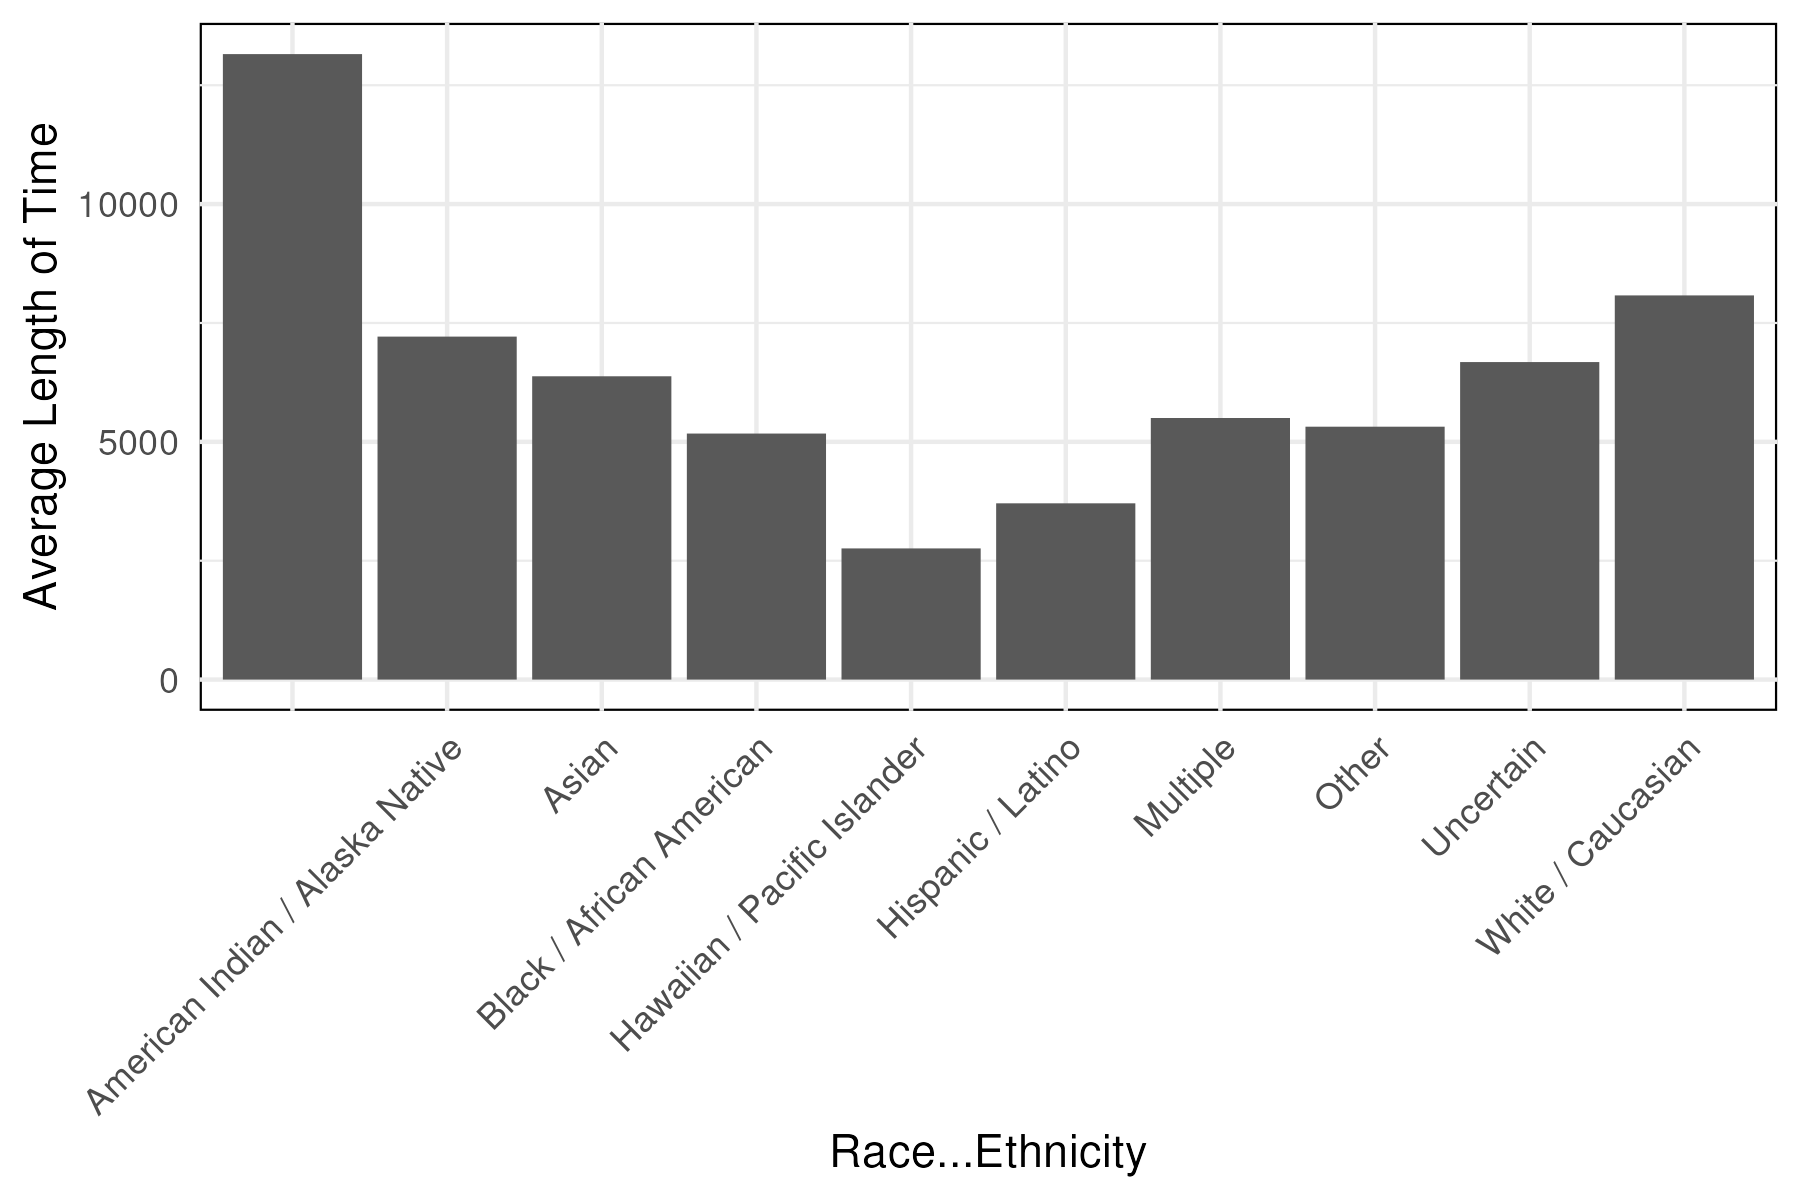 Average Length of Time
10000
5000
0
American Indian / Alaska Native
Asian
Black / African American
Hawaiian / Pacific Islander
Hispanic / Latino
Multiple
Other
Uncertain
White / Caucasian
Race...Ethnicity